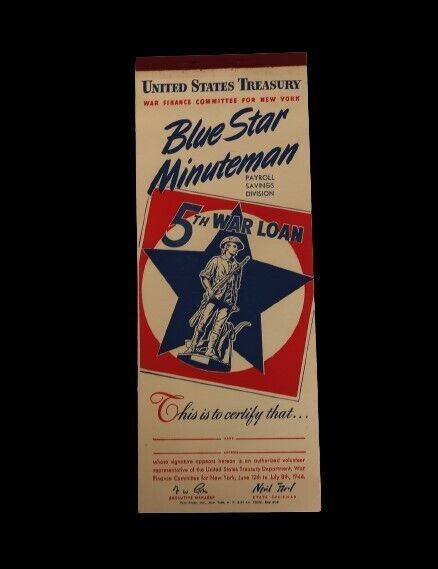 UNITED STATES TREASURY
WAR FINANCE COMMITTEE FOR NEW YORK
Blue Star
Minuteman
PAYROLL
SAVINGS
DIVISION
5TH WAR LOAN
This is to certify that...
NAME
ADDRESS
whose signature appears hereon is an authorized volunteer
representative of the United States Treasury Department, War
Finance Committee for New York, June 12th to July 8th, 1944.
EXECUTIVE MANAGER
STATE CHAIRMAN